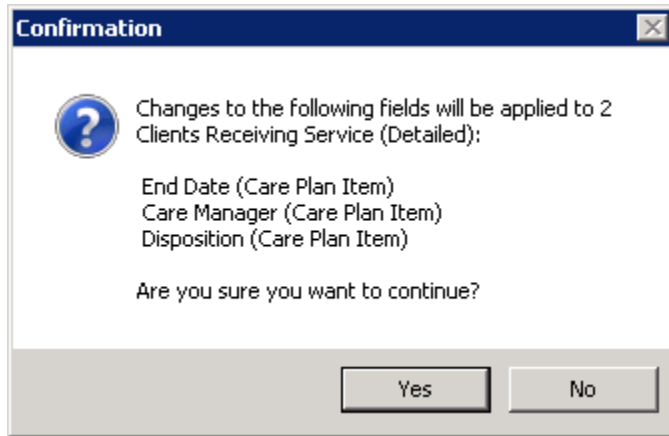 Confirmation
Changes to the following fields will be applied to 2
Clients Receiving Service (Detailed):
End Date (Care Plan Item)
Care Manager (Care Plan Item)
Disposition (Care Plan Item)
Are you sure you want to continue?
Yes
No